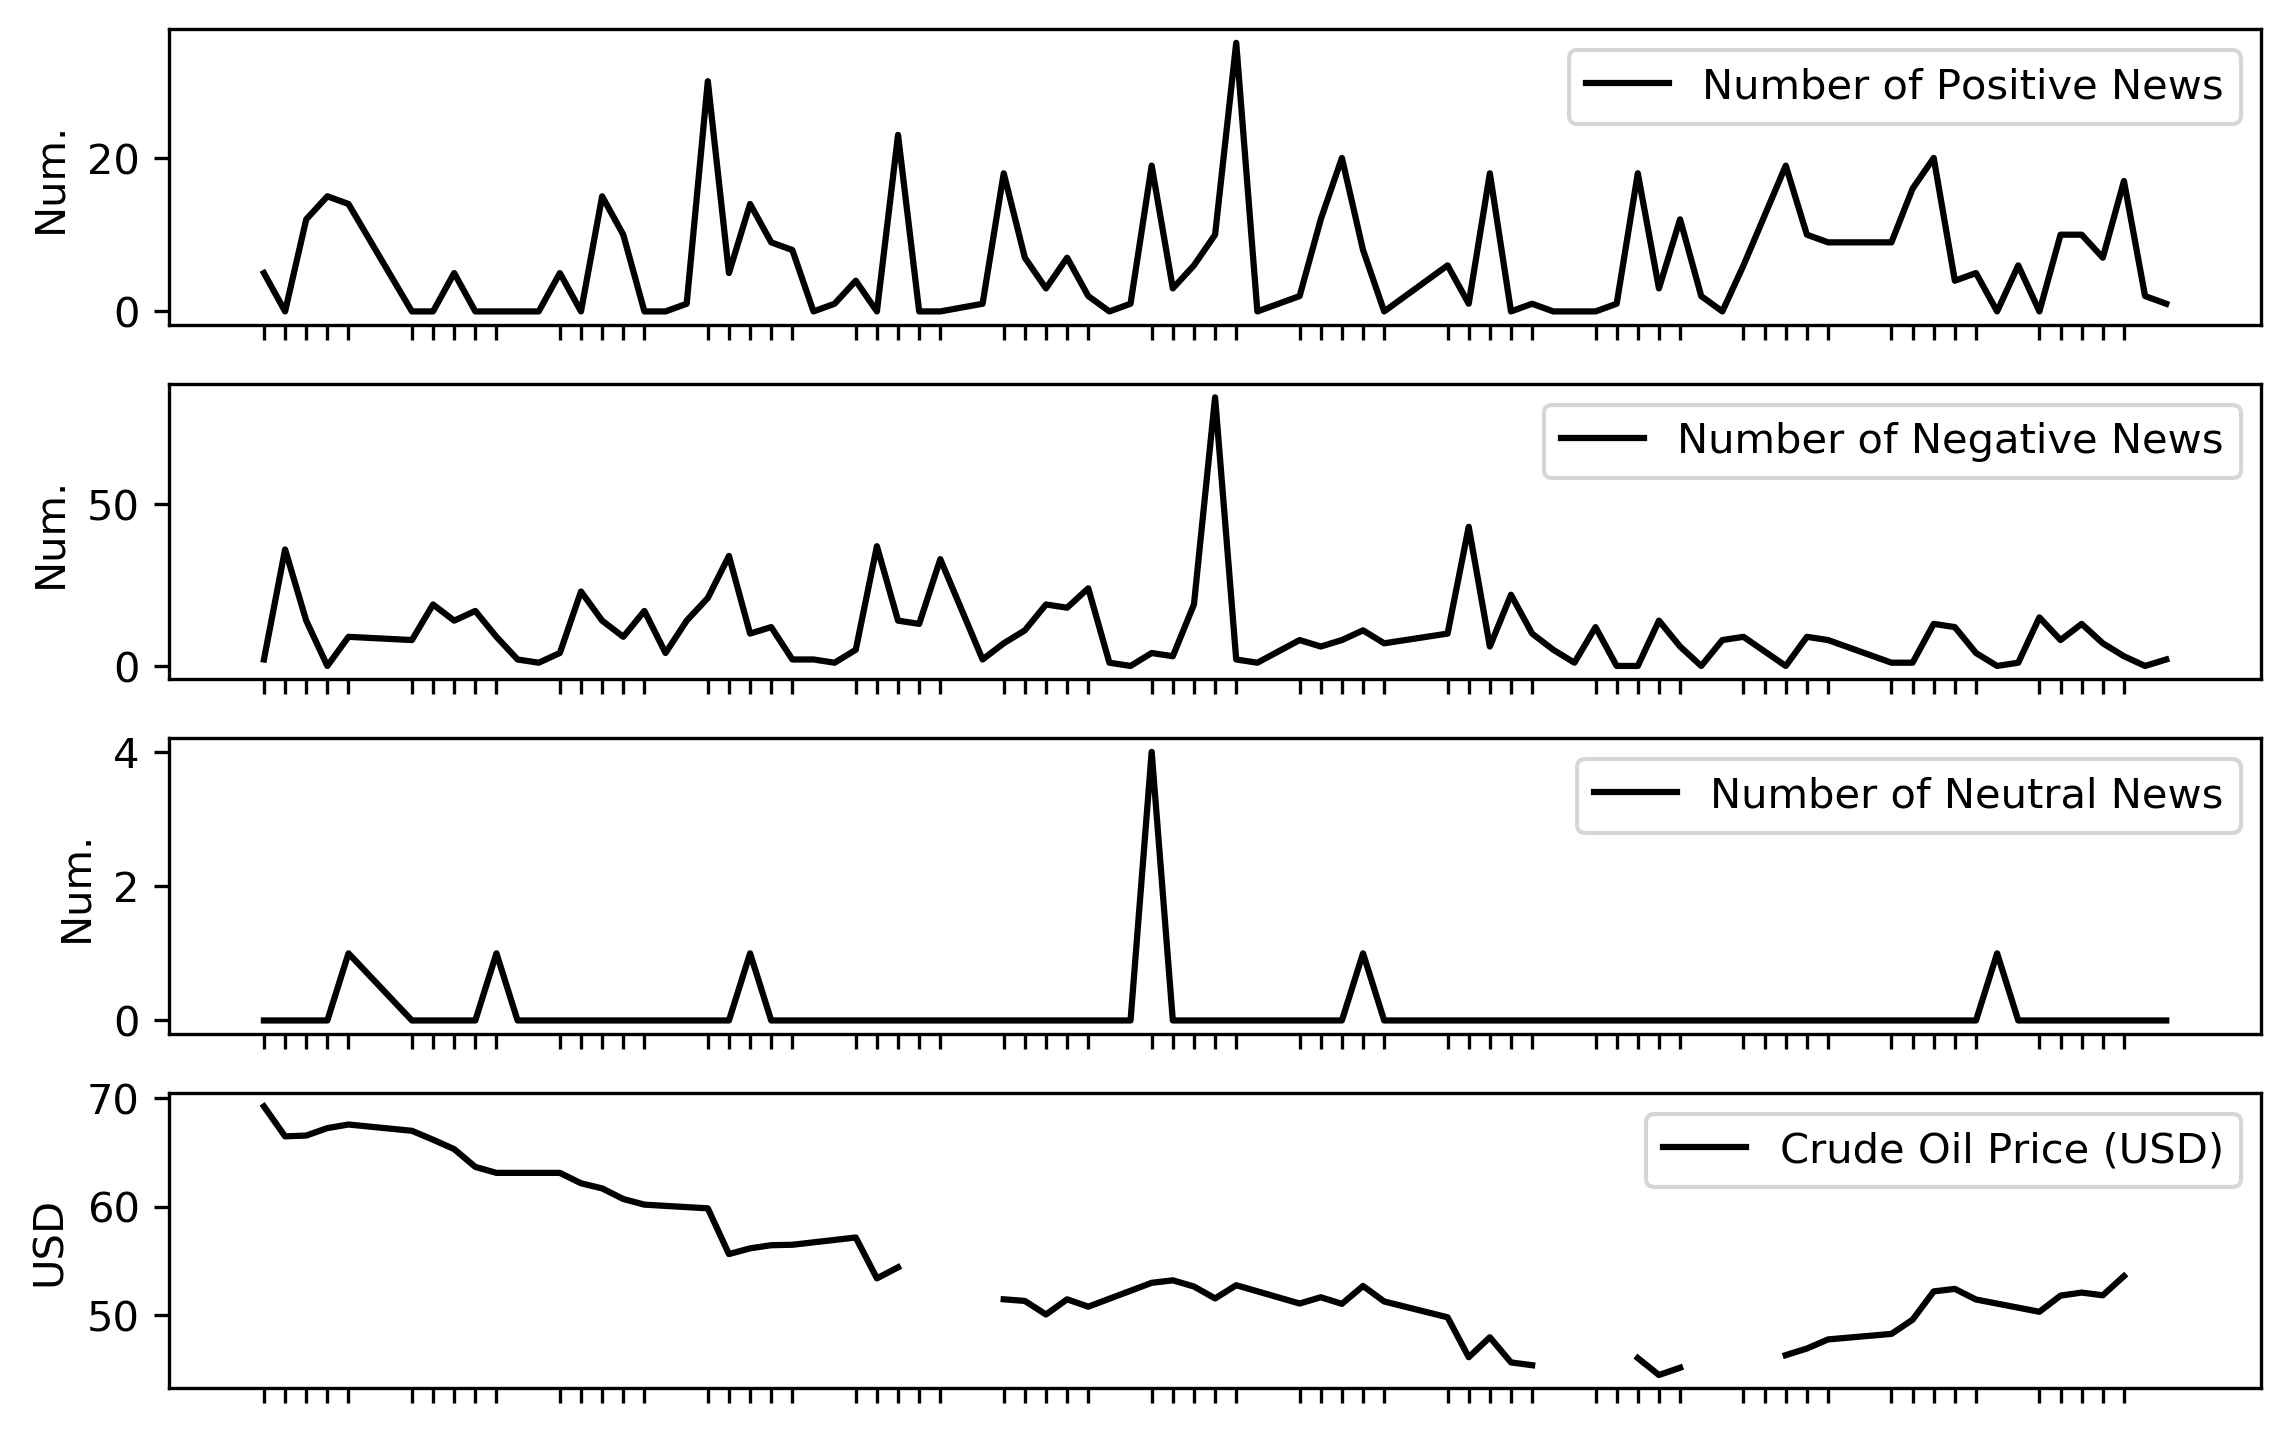 Number of Positive News
Num.
20
0
Number of Negative News
Num.
50
0
Number of Neutral News
Num.
4
2
0
Crude Oil Price (USD)
USD
70
60
50